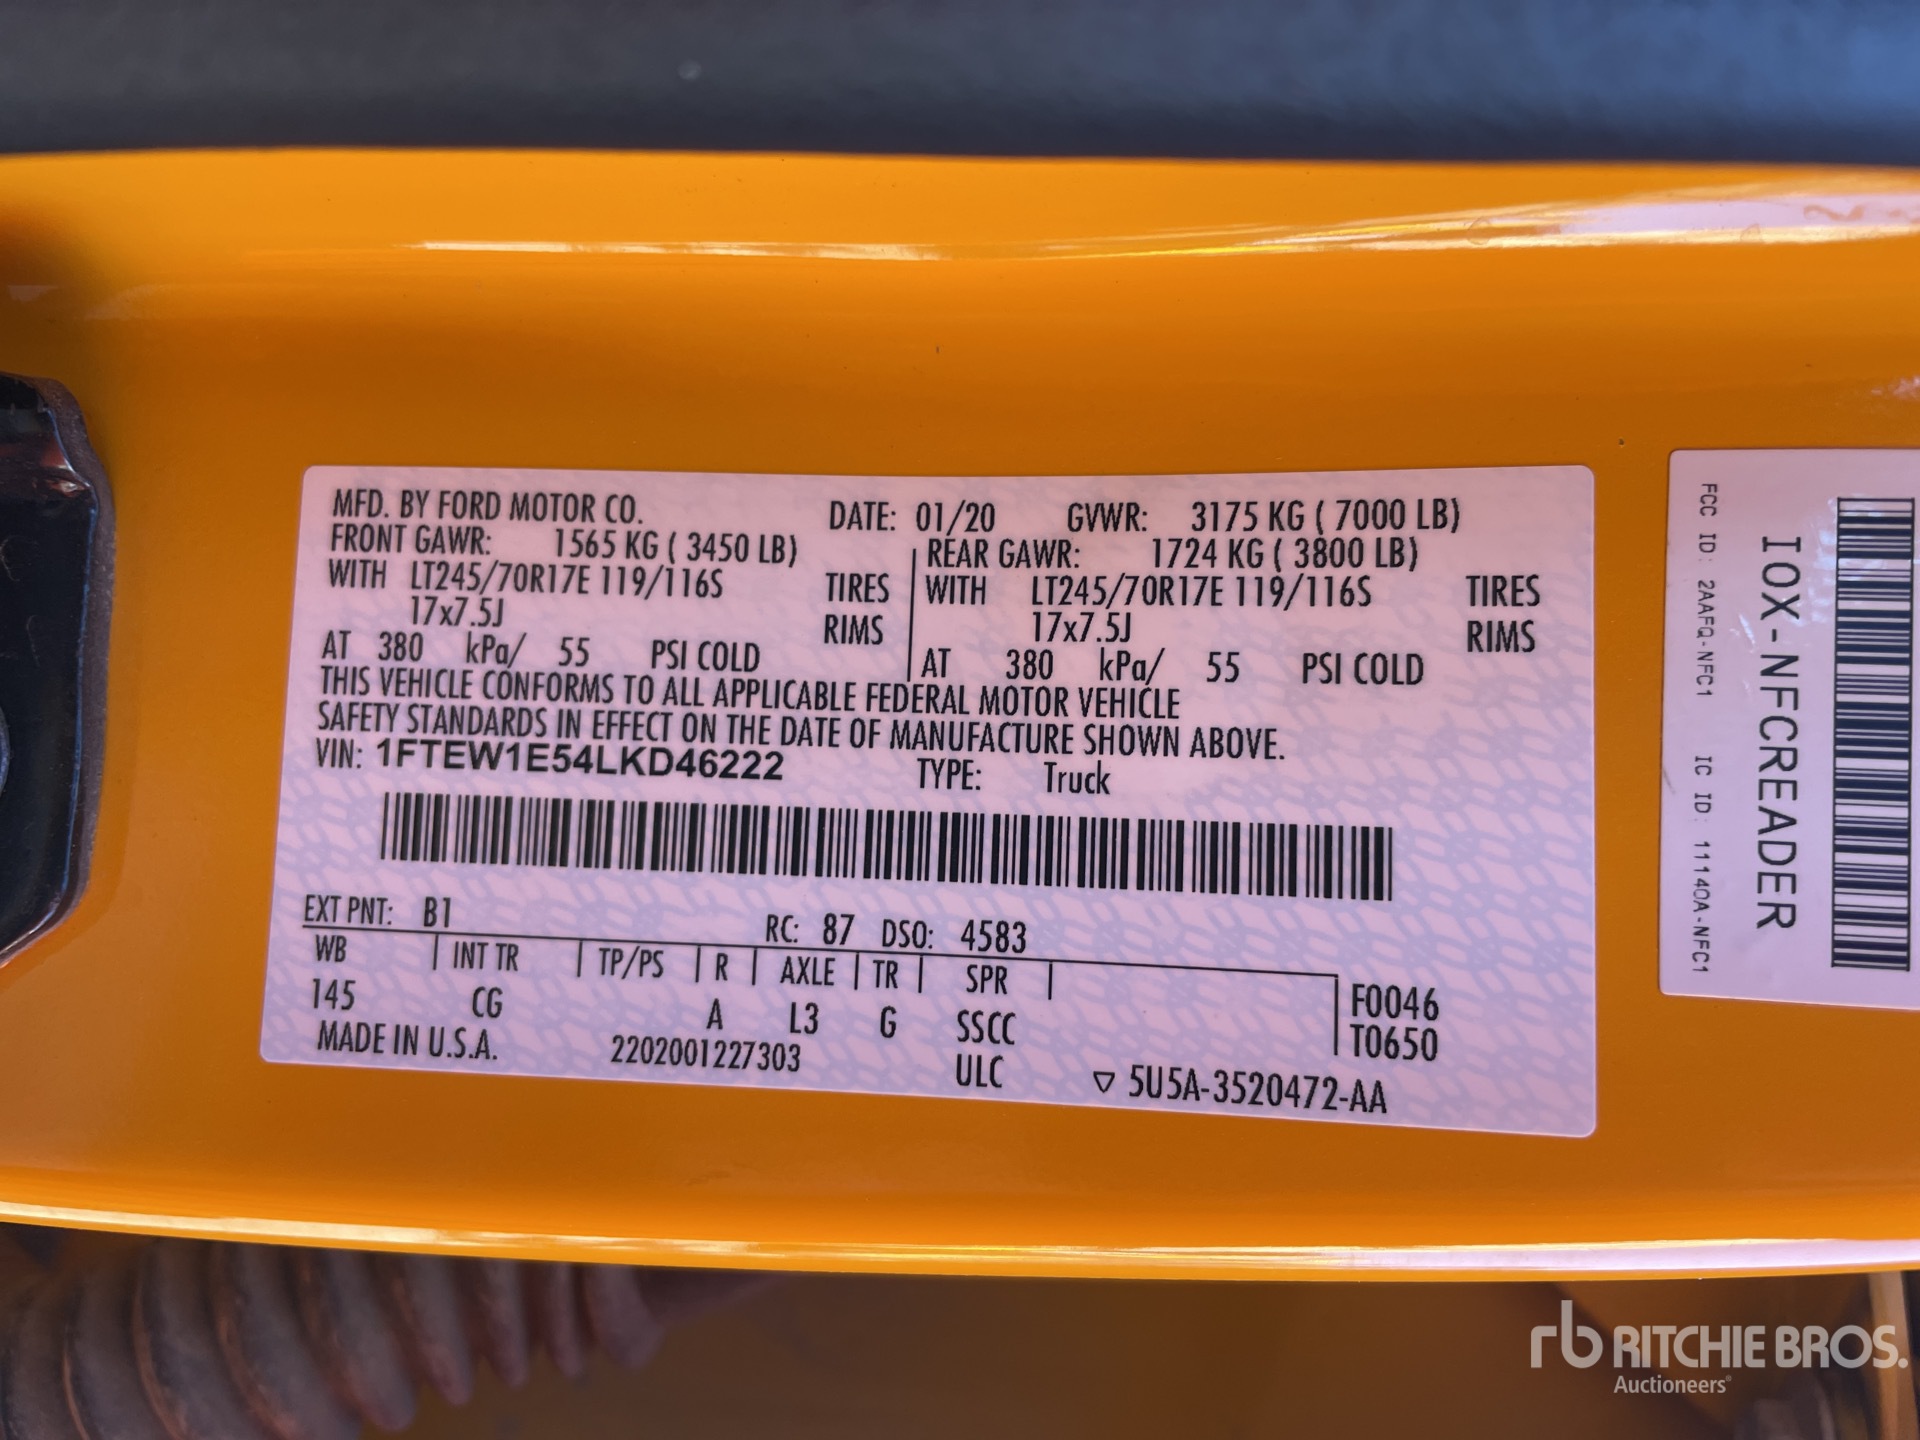 MFD. BY FORD MOTOR CO. DATE: 01/20 GVWR: 3175 KG ( 7000 LB)
FRONT GAWR: 1565 KG ( 3450 LB) REAR GAWR: 1724 KG ( 3800 LB)
WITH LT245/70R17E 119/116S TIRES WITH LT245/70R17E 119/116S TIRES
17x7.5J RIMS 17x7.5J RIMS
AT 380 kPa/ 55 PSI COLD AT 380 kPa/ 55 PSI COLD
THIS VEHICLE CONFORMS TO ALL APPLICABLE FEDERAL MOTOR VEHICLE
SAFETY STANDARDS IN EFFECT ON THE DATE OF MANUFACTURE SHOWN ABOVE.
VIN: 1FTEW1E54LKD46222 TYPE: Truck
EXT PNT: B1 RC: 87 DSO: 4583
WB INT TR TP/PS R AXLE TR SPR
145 CG A L3 G SSCC F0046
T0650
MADE IN U.S.A. 2202001227303 ULC ▽ 5U5A-3520472-AA
IOX-NFCREADER
FCC ID: 2AAFQ-NFC1 IC ID: 11140A-NFC1
rb RITCHIE BROS.
Auctioneers®